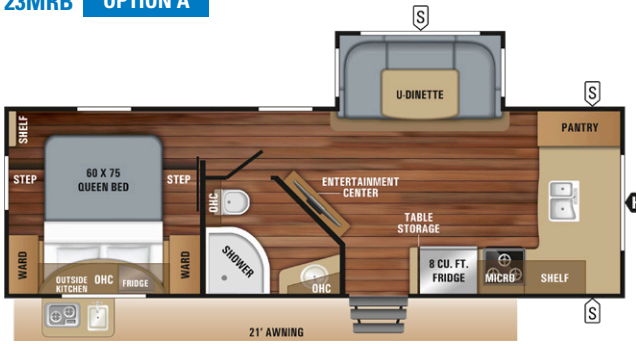 23MRB OPTION A
S
U-DINETTE
S
SHELF
PANTRY
60 X 75
QUEEN BED
STEP
STEP
ENTERTAINMENT
CENTER
OHC
TABLE
STORAGE
SHOWER
WARD
WARD
OUTSIDE
KITCHEN
OHC
FRIDGE
OHC
8 CU. FT.
FRIDGE
MICRO
SHELF
S
21' AWNING